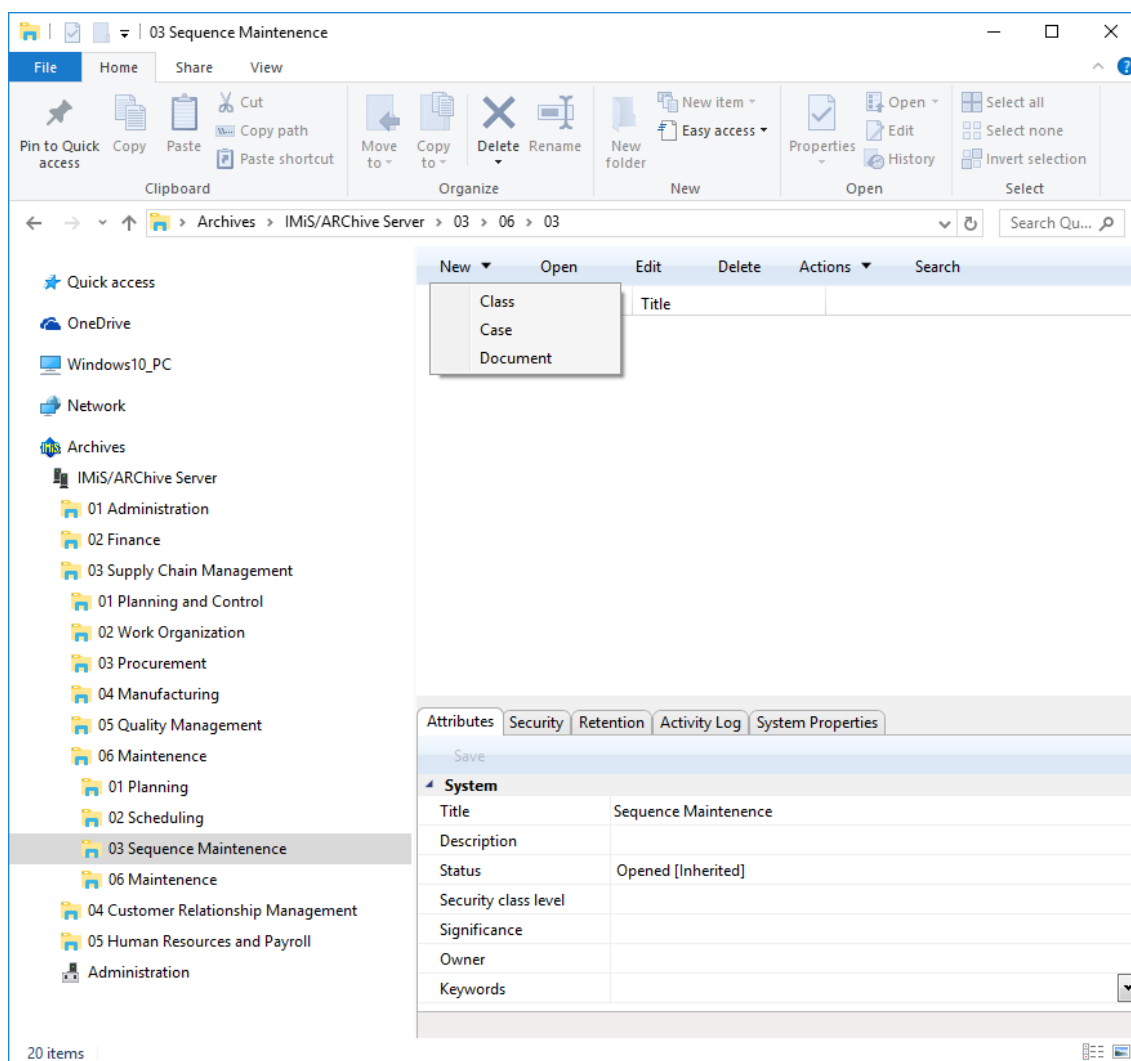 03 Sequence Maintenence
File Home Share View
Pin to Quick access
Copy
Paste
Cut
Copy path
Paste shortcut
Clipboard
Move to
Copy to
Delete
Rename
Organize
New folder
New item
Easy access
New
Properties
Open
Edit
History
Open
Select all
Select none
Invert selection
Select
Archives > IMiS/ARChive Server > 03 > 06 > 03
Search Qu...
Quick access
OneDrive
Windows10_PC
Network
Archives
IMiS/ARChive Server
01 Administration
02 Finance
03 Supply Chain Management
01 Planning and Control
02 Work Organization
03 Procurement
04 Manufacturing
05 Quality Management
06 Maintenence
01 Planning
02 Scheduling
03 Sequence Maintenence
06 Maintenence
04 Customer Relationship Management
05 Human Resources and Payroll
Administration
New Open Edit Delete Actions Search
Class
Case
Document
Title
Attributes Security Retention Activity Log System Properties
Save
System
Title Sequence Maintenence
Description
Status Opened [Inherited]
Security class level
Significance
Owner
Keywords
20 items